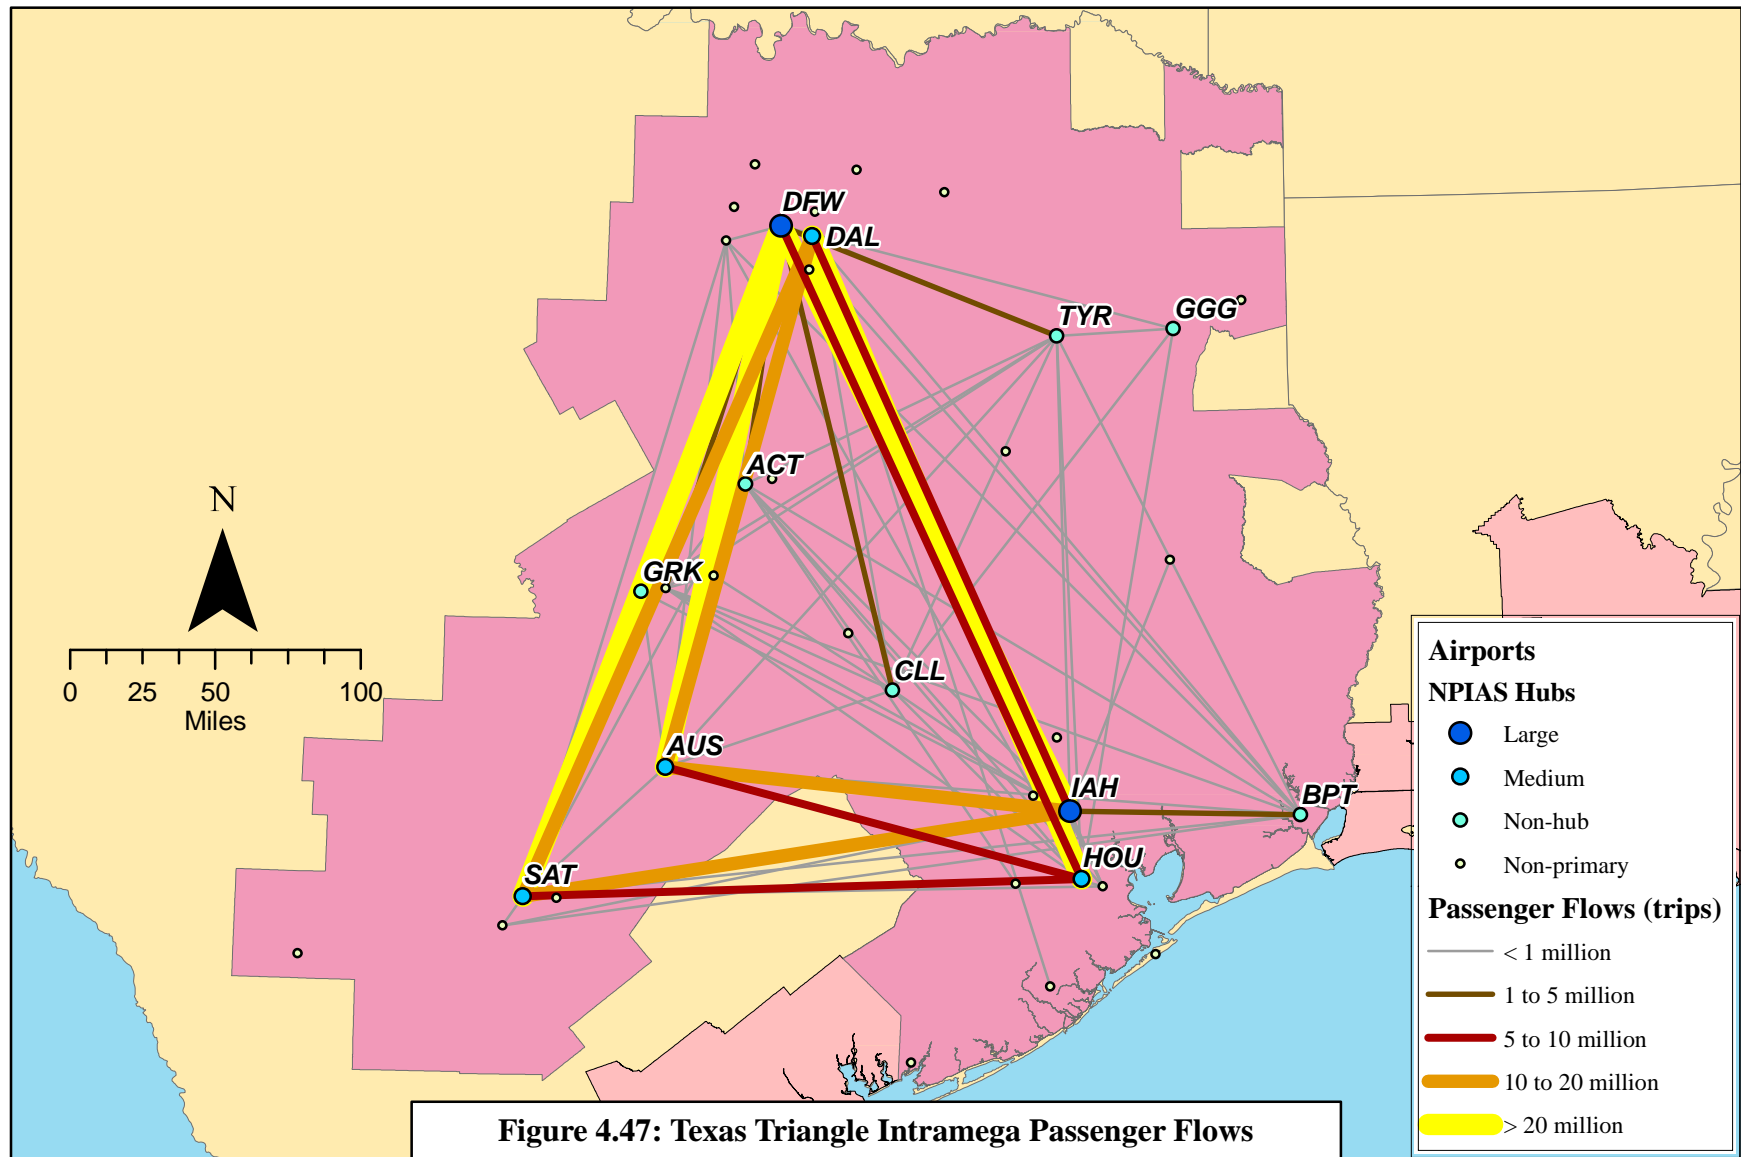 DFW
DAL
TYR
GGG
ACT
N
GRK
0 25 50 100
Miles
CLL
AUS
IAH
BPT
HOU
SAT
Airports
NPIAS Hubs
Large
Medium
Non-hub
Non-primary
Passenger Flows (trips)
< 1 million
1 to 5 million
5 to 10 million
10 to 20 million
> 20 million
Figure 4.47: Texas Triangle Intramega Passenger Flows